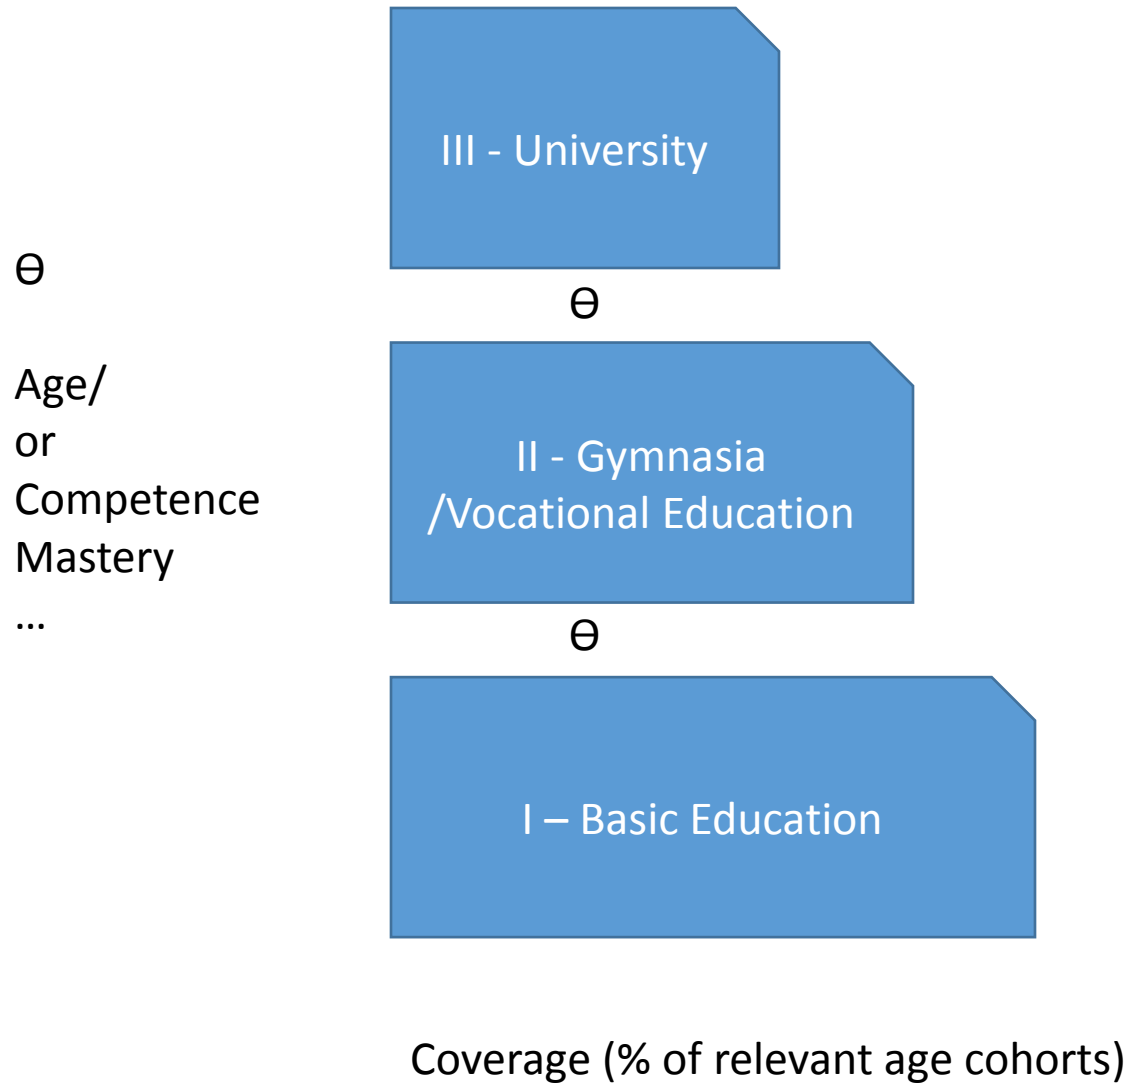 III - University
ϴ
ϴ
Age/
or
Competence
Mastery
…
II - Gymnasia
/Vocational Education
ϴ
I – Basic Education
Coverage (% of relevant age cohorts)